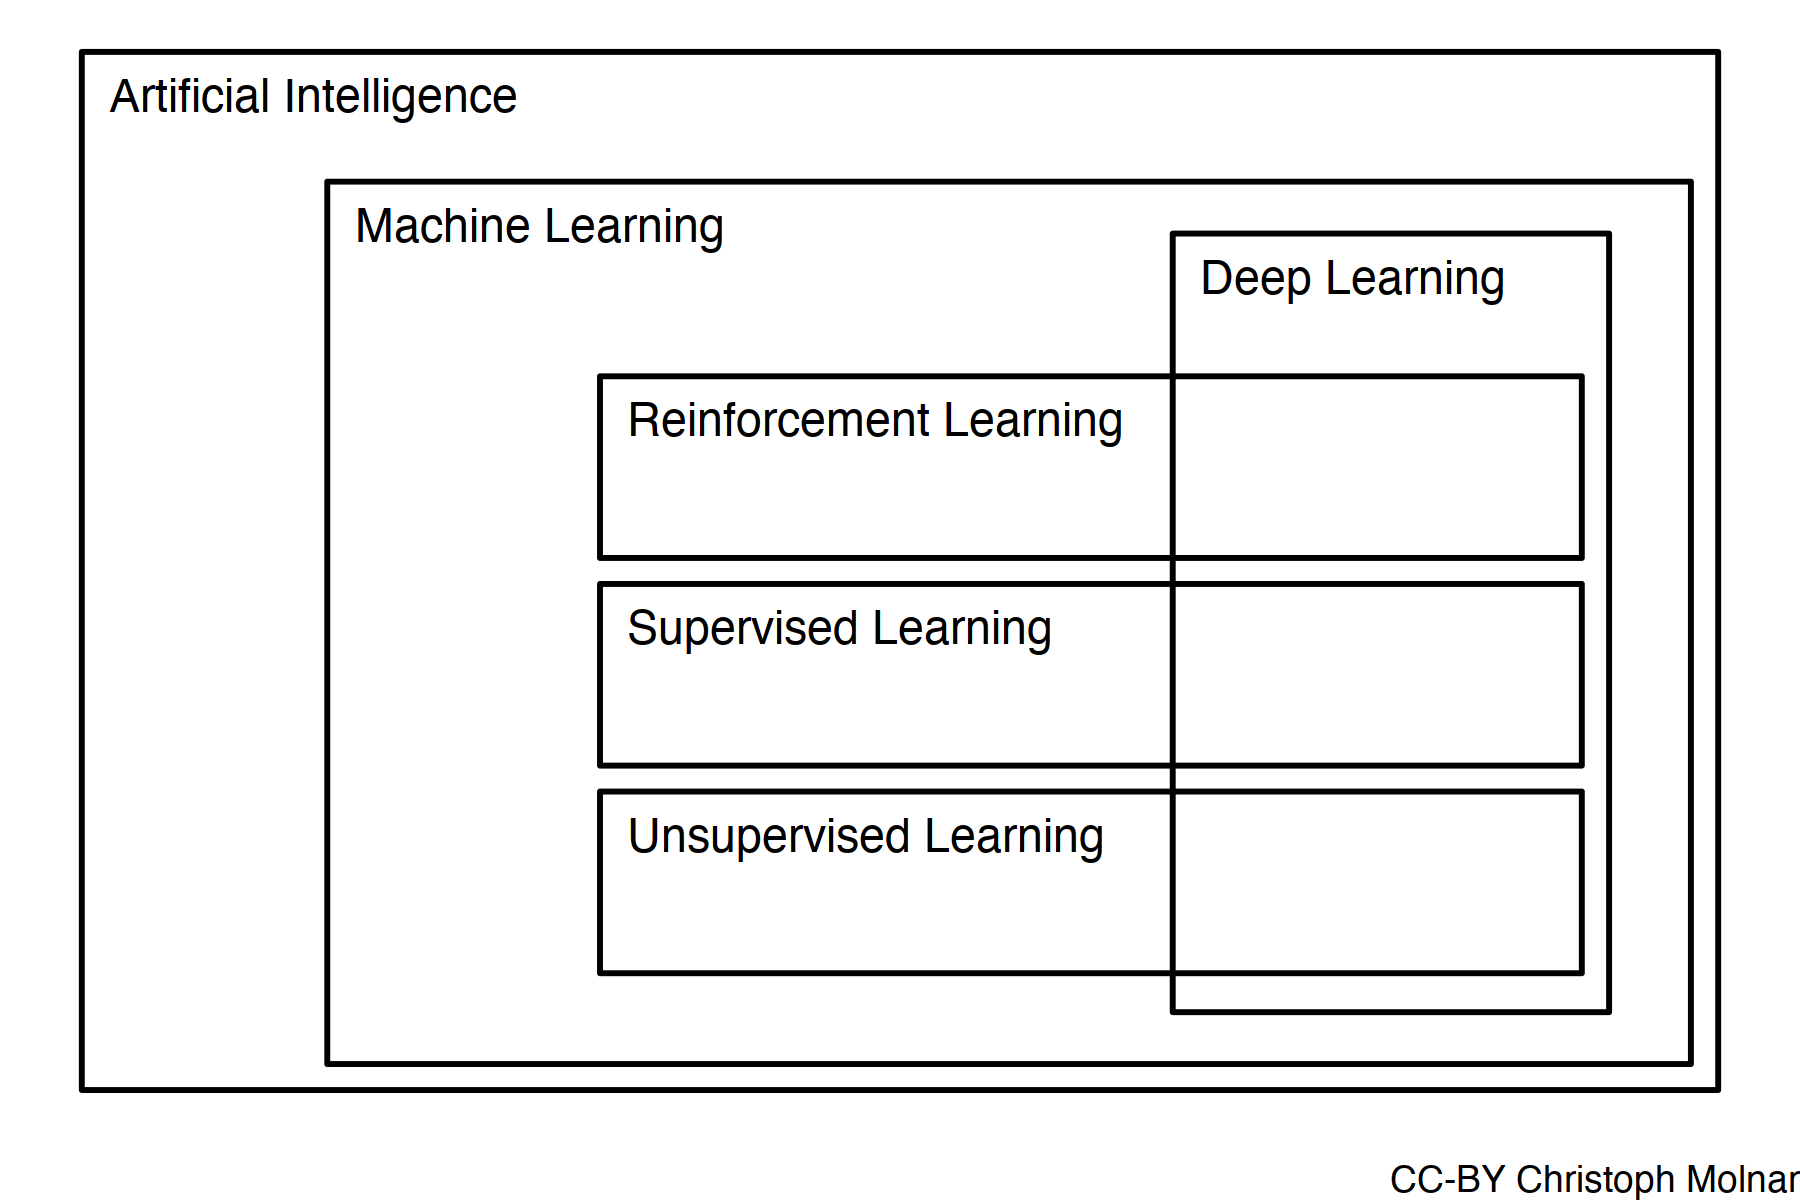 Artificial Intelligence
Machine Learning
Deep Learning
Reinforcement Learning
Supervised Learning
Unsupervised Learning
CC-BY Christoph Molnar